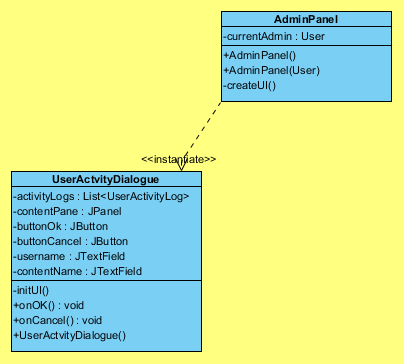 AdminPanel
-currentAdmin : User
+AdminPanel()
+AdminPanel(User)
-createUI()
<<instantiate>>
UserActvityDialogue
-activityLogs : List<UserActivityLog>
-contentPane : JPanel
-buttonOk : JButton
-buttonCancel : JButton
-username : JTextField
-contentName : JTextField
-initUI()
+onOK() : void
+onCancel() : void
+UserActvityDialogue()